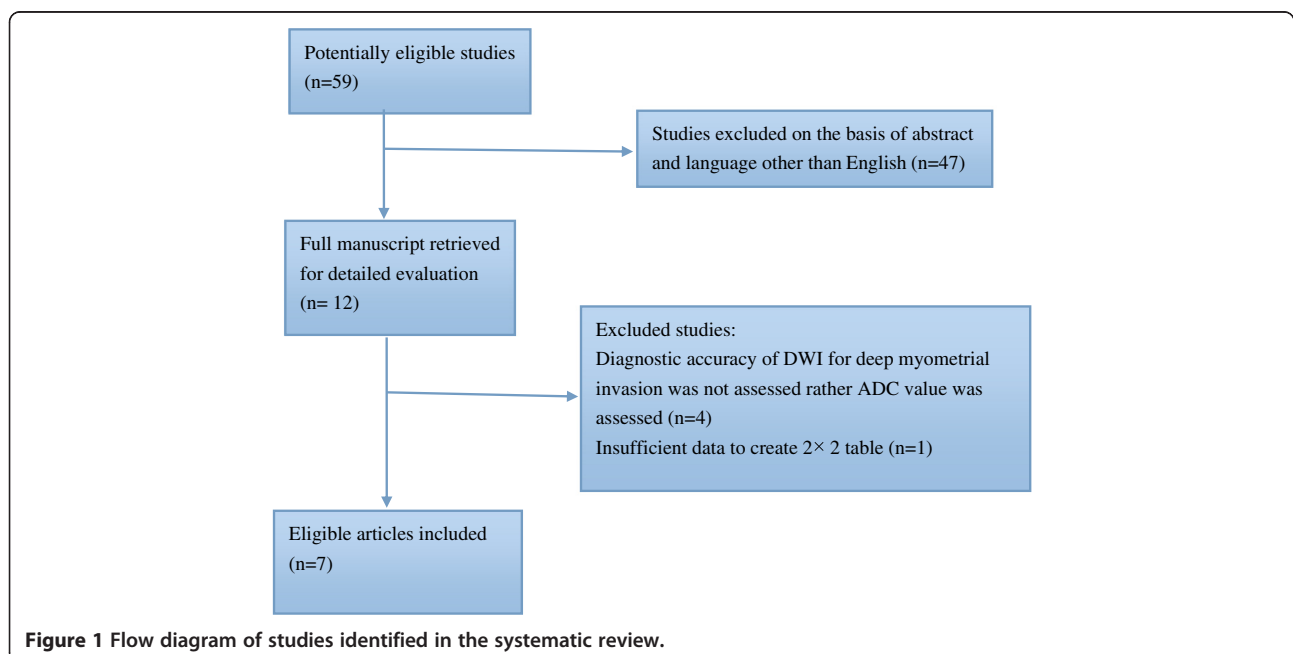 Potentially eligible studies
(n=59)
Studies excluded on the basis of abstract
and language other than English (n=47)
Full manuscript retrieved
for detailed evaluation
(n= 12)
Excluded studies:
Diagnostic accuracy of DWI for deep myometrial
invasion was not assessed rather ADC value was
assessed (n=4)
Insufficient data to create 2× 2 table (n=1)
Eligible articles included
(n=7)
Figure 1 Flow diagram of studies identified in the systematic review.